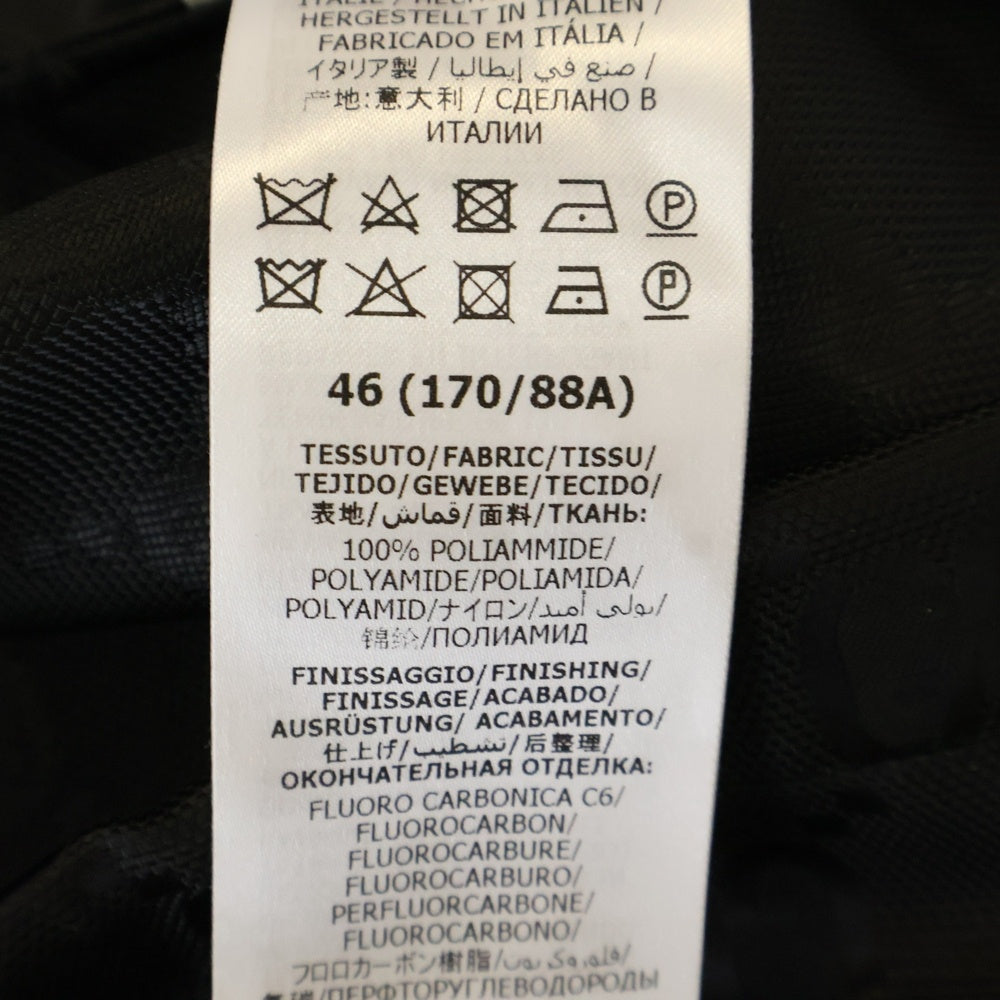 HERGESTELLT IN ITALIEN /
FABRICADO EM ITÁLIA /
イタリア製 / صنع في إيطاليا /
产地:意大利 / СДЕЛАНО В
ИТАЛИИ
P
P
46 (170/88A)
TESSUTO/FABRIC/TISSU/
TEJIDO/GEWEBE/TECIDO/
表地/قماش/面料/ТКАНЬ:
100% POLIAMMIDE/
POLYAMIDE/POLIAMIDA/
POLYAMID/ナイロン/بولي أميد/
锦纶/ПОЛИАМИД
FINISSAGGIO/FINISHING/
FINISSAGE/ACABADO/
AUSRÜSTUNG/ ACABAMENTO/
仕上げ/تشطيب/后整理/
ОКОНЧАТЕЛЬНАЯ ОТДЕЛКА:
FLUORO CARBONICA C6/
FLUOROCARBON/
FLUOROCARBURE/
FLUOROCARBURO/
PERFLUORCARBONE/
FLUOROCARBONO/
フロロカーボン樹脂/
/ПЕРФТОРУГЛЕВОДОРОДЫ